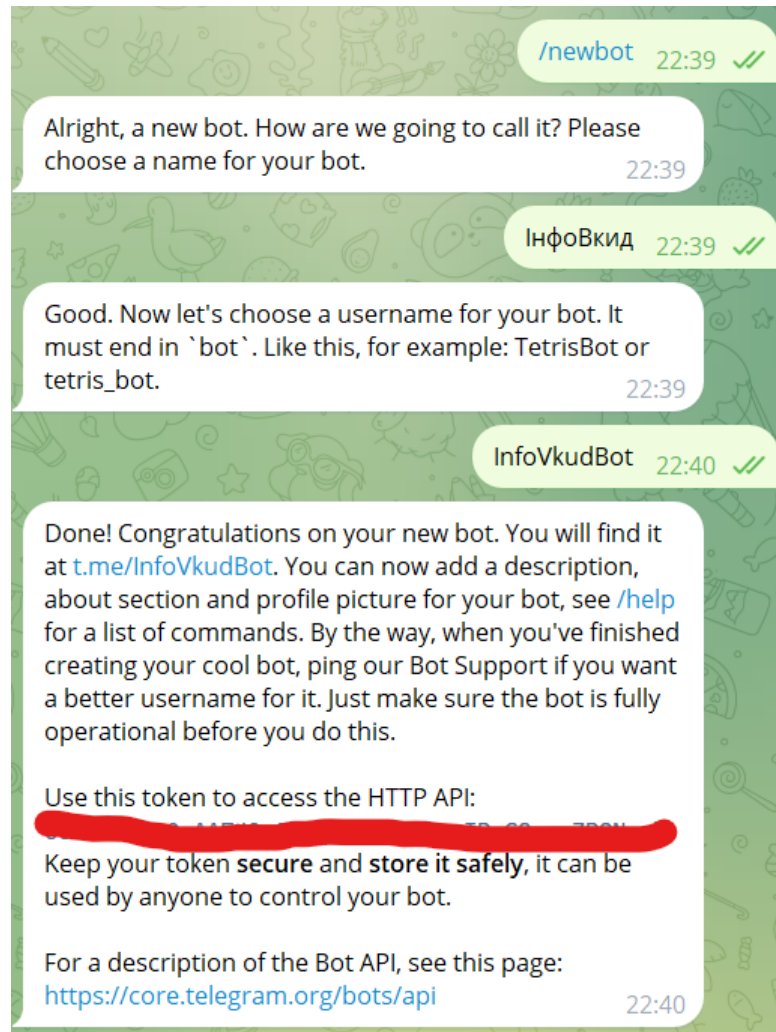 /newbot 22:39
Alright, a new bot. How are we going to call it? Please
choose a name for your bot.
22:39
ІнфоВкид 22:39
Good. Now let's choose a username for your bot. It
must end in `bot`. Like this, for example: TetrisBot or
tetris_bot.
22:39
InfoVkudBot 22:40
Done! Congratulations on your new bot. You will find it
at t.me/InfoVkudBot. You can now add a description,
about section and profile picture for your bot, see /help
for a list of commands. By the way, when you've finished
creating your cool bot, ping our Bot Support if you want
a better username for it. Just make sure the bot is fully
operational before you do this.
Use this token to access the HTTP API:
Keep your token secure and store it safely, it can be
used by anyone to control your bot.
For a description of the Bot API, see this page:
https://core.telegram.org/bots/api
22:40